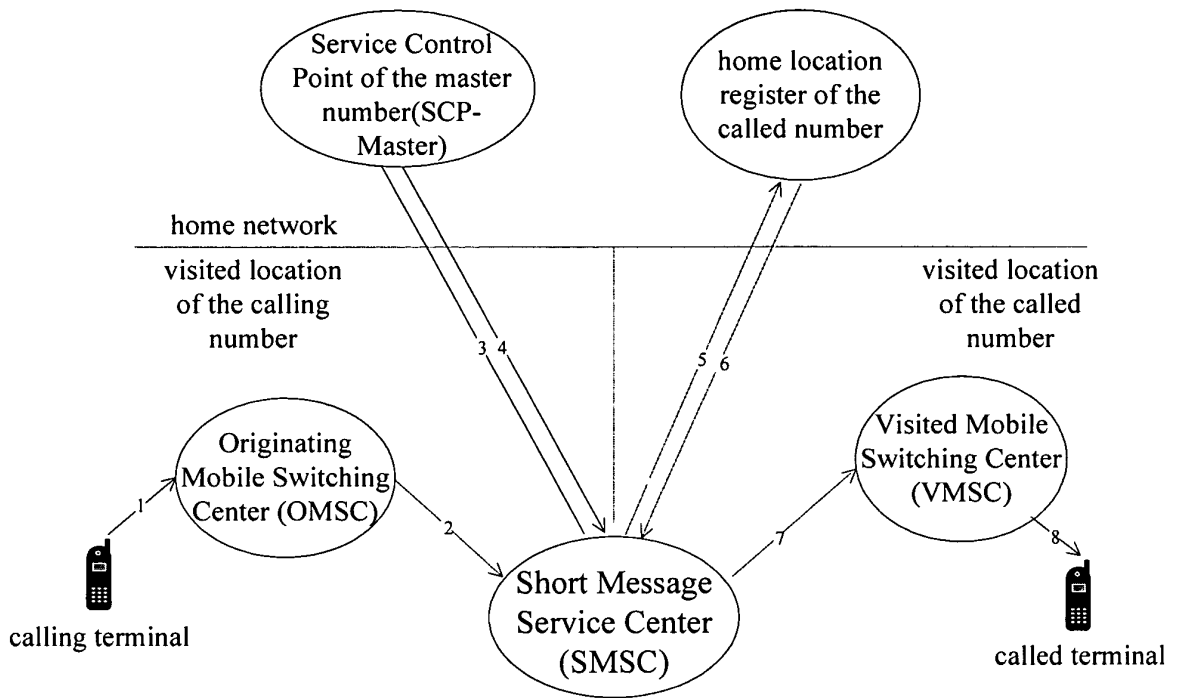 Service Control
Point of the master
number(SCP-
Master)
home location
register of the
called number
home network
visited location
of the calling
number
visited location
of the called
number
3 4
5
6
Originating
Mobile Switching
Center (OMSC)
Visited Mobile
Switching Center
(VMSC)
1
2
7
8
Short Message
Service Center
(SMSC)
calling terminal
called terminal